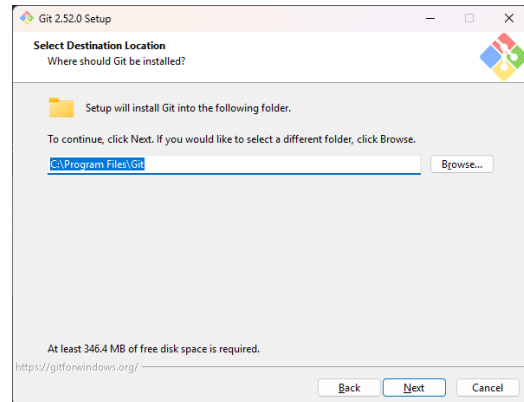 Git 2.52.0 Setup
Select Destination Location
Where should Git be installed?
Setup will install Git into the following folder.
To continue, click Next. If you would like to select a different folder, click Browse.
C:\Program Files\Git
Browse...
At least 346.4 MB of free disk space is required.
https://gitforwindows.org/
Back Next Cancel